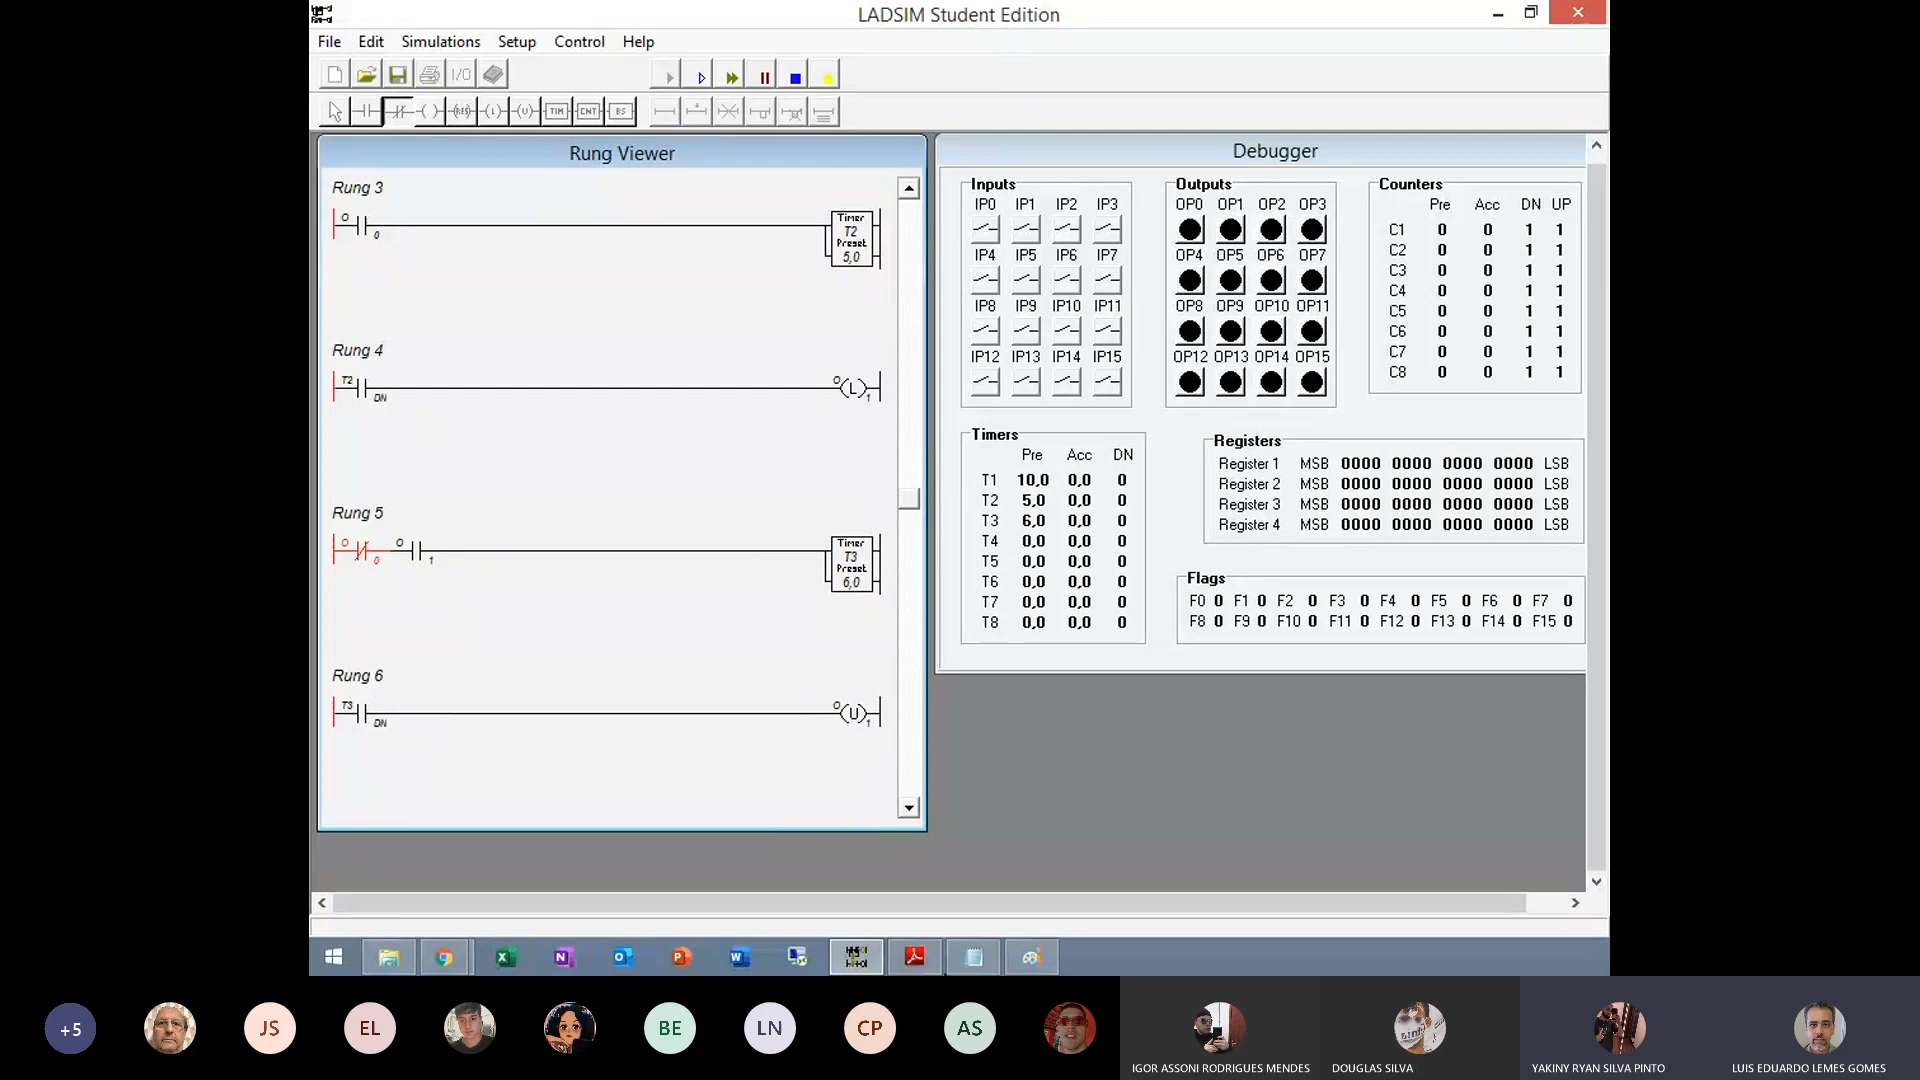 LADSIM Student Edition
File Edit Simulations Setup Control Help
I/O
(RES) (L) (U) TIM CNT BS
Rung Viewer
Rung 3
O
0
Timer
T2
Preset
5,0
Rung 4
T2
DN
O
L
1
Rung 5
O
0
O
1
Timer
T3
Preset
6,0
Rung 6
T3
DN
O
U
1
Debugger
Inputs
IP0 IP1 IP2 IP3
IP4 IP5 IP6 IP7
IP8 IP9 IP10 IP11
IP12 IP13 IP14 IP15
Outputs
OP0 OP1 OP2 OP3
OP4 OP5 OP6 OP7
OP8 OP9 OP10 OP11
OP12 OP13 OP14 OP15
Counters
Pre Acc DN UP
C1 0 0 1 1
C2 0 0 1 1
C3 0 0 1 1
C4 0 0 1 1
C5 0 0 1 1
C6 0 0 1 1
C7 0 0 1 1
C8 0 0 1 1
Timers
Pre Acc DN
T1 10,0 0,0 0
T2 5,0 0,0 0
T3 6,0 0,0 0
T4 0,0 0,0 0
T5 0,0 0,0 0
T6 0,0 0,0 0
T7 0,0 0,0 0
T8 0,0 0,0 0
Registers
Register 1 MSB 0000 0000 0000 0000 LSB
Register 2 MSB 0000 0000 0000 0000 LSB
Register 3 MSB 0000 0000 0000 0000 LSB
Register 4 MSB 0000 0000 0000 0000 LSB
Flags
F0 0 F1 0 F2 0 F3 0 F4 0 F5 0 F6 0 F7 0
F8 0 F9 0 F10 0 F11 0 F12 0 F13 0 F14 0 F15 0
+5 JS EL BE LN CP AS
IGOR ASSONI RODRIGUES MENDES
DOUGLAS SILVA
YAKINY RYAN SILVA PINTO
LUIS EDUARDO LEMES GOMES